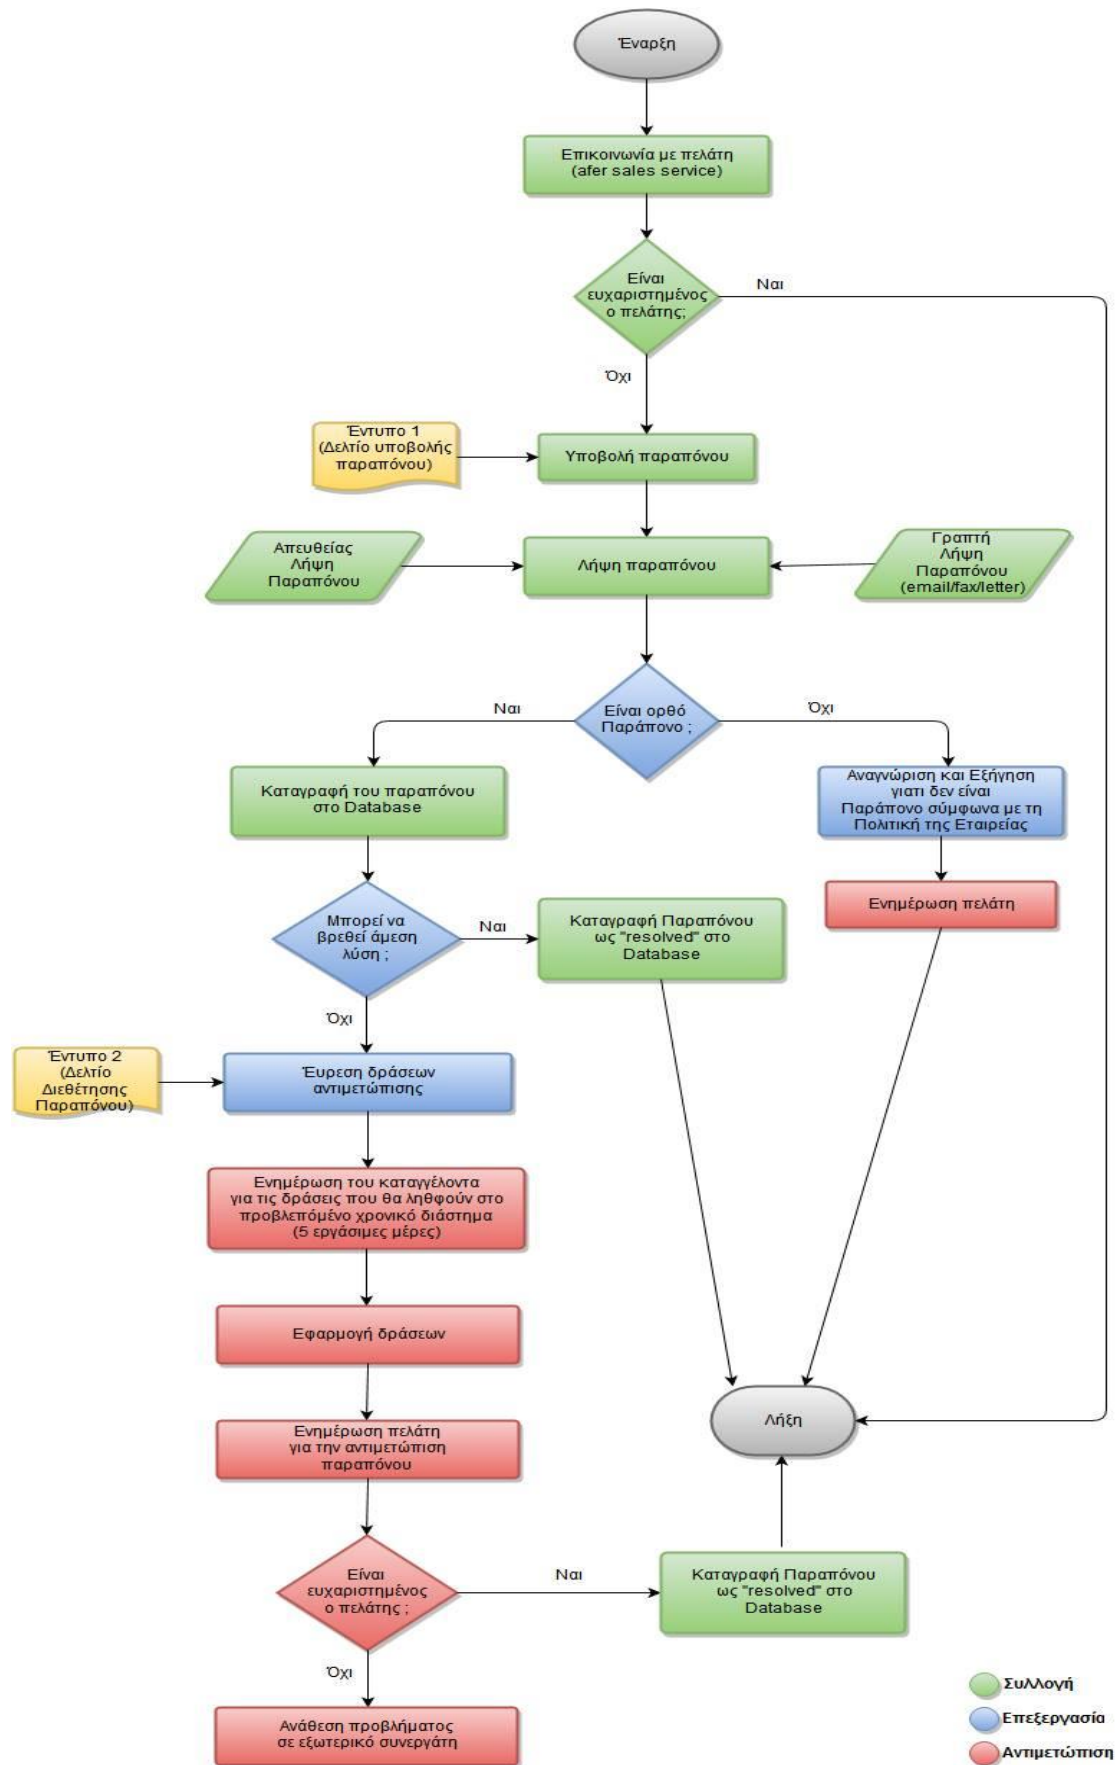 Έναρξη
Επικοινωνία με πελάτη
(afer sales service)
Είναι
ευχαριστημένος
ο πελάτης;
Ναι
Όχι
Έντυπο 1
(Δελτίο υποβολής
παραπόνου)
Υποβολή παραπόνου
Απευθείας
Λήψη
Παραπόνου
Λήψη παραπόνου
Γραπτή
Λήψη
Παραπόνου
(email/fax/letter)
Είναι ορθό
Παράπονο ;
Ναι
Όχι
Καταγραφή του παραπόνου
στο Database
Αναγνώριση και Εξήγηση
γιατι δεν είναι
Παράπονο σύμφωνα με τη
Πολιτική της Εταιρείας
Ενημέρωση πελάτη
Μπορεί να
βρεθεί άμεση
λύση ;
Ναι
Καταγραφή Παραπόνου
ως "resolved" στο
Database
Όχι
Έντυπο 2
(Δελτίο
Διεθέτησης
Παραπόνου)
Έυρεση δράσεων
αντιμετώπισης
Ενημέρωση του καταγγέλοντα
για τις δράσεις που θα ληθφούν στο
προβλεπόμένο χρονικό διάστημα
(5 εργάσιμες μέρες)
Εφαρμογή δράσεων
Λήξη
Ενημέρωση πελάτη
για την αντιμετώπιση
παραπόνου
Είναι
ευχαριστημένος
ο πελάτης ;
Ναι
Καταγραφή Παραπόνου
ως "resolved" στο
Database
Όχι
Ανάθεση προβλήματος
σε εξωτερικό συνεργάτη
Συλλογή
Επεξεργασία
Αντιμετώπιση